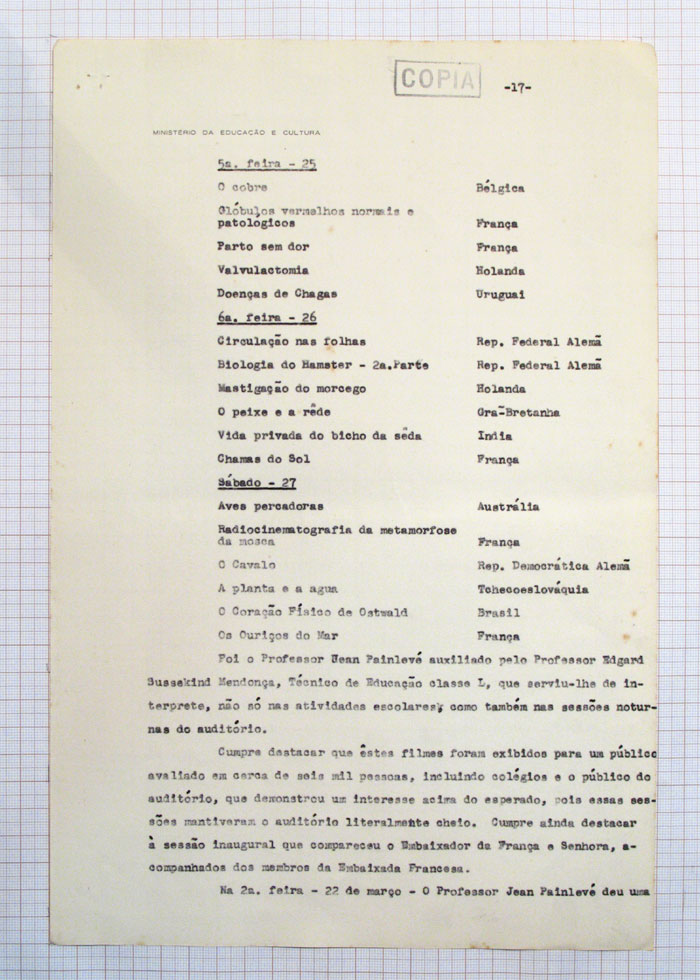 COPIA
-17-
MINISTÉRIO DA EDUCAÇÃO E CULTURA
5a. feira - 25
O cobre Bélgica
Glóbulos vermelhos normais e
patológicos França
Parto sem dor França
Valvulactomia Holanda
Doenças de Chagas Uruguai
6a. feira - 26
Circulação nas folhas Rep. Federal Alemã
Biologia do Hamster - 2a.Parte Rep. Federal Alemã
Mastigação do morcego Holanda
O peixe e a rêde Grã-Bretanha
Vida privada do bicho da sêda India
Chamas do Sol França
Sábado - 27
Aves percadoras Austrália
Radiocinematografia da metamorfose
da mosca França
O Cavalo Rep. Democrática Alemã
A planta e a agua Tchecoeslováquia
O Coração Físico de Ostwald Brasil
Os Ouriços do Mar França
Foi o Professor Jean Painlevé auxiliado pelo Professor Edgard
Sussekind Mendonça, Técnico de Educação classe L, que serviu-lhe de in-
terprete, não só nas atividades escolares, como também nas sessões notur-
nas do auditório.
Cumpre destacar que êstes filmes foram exibidos para um público
avaliado em cerca de seis mil pessoas, incluindo colégios e o público do
auditório, que demonstrou um interesse acima do esperado, pois essas ses-
sões mantiveram o auditório literalmente cheio. Cumpre ainda destacar
à sessão inaugural que compareceu o Embaixador da França e Senhora, a-
companhados dos membros da Embaixada Francesa.
Na 2a. feira - 22 de março - O Professor Jean Painlevé deu uma